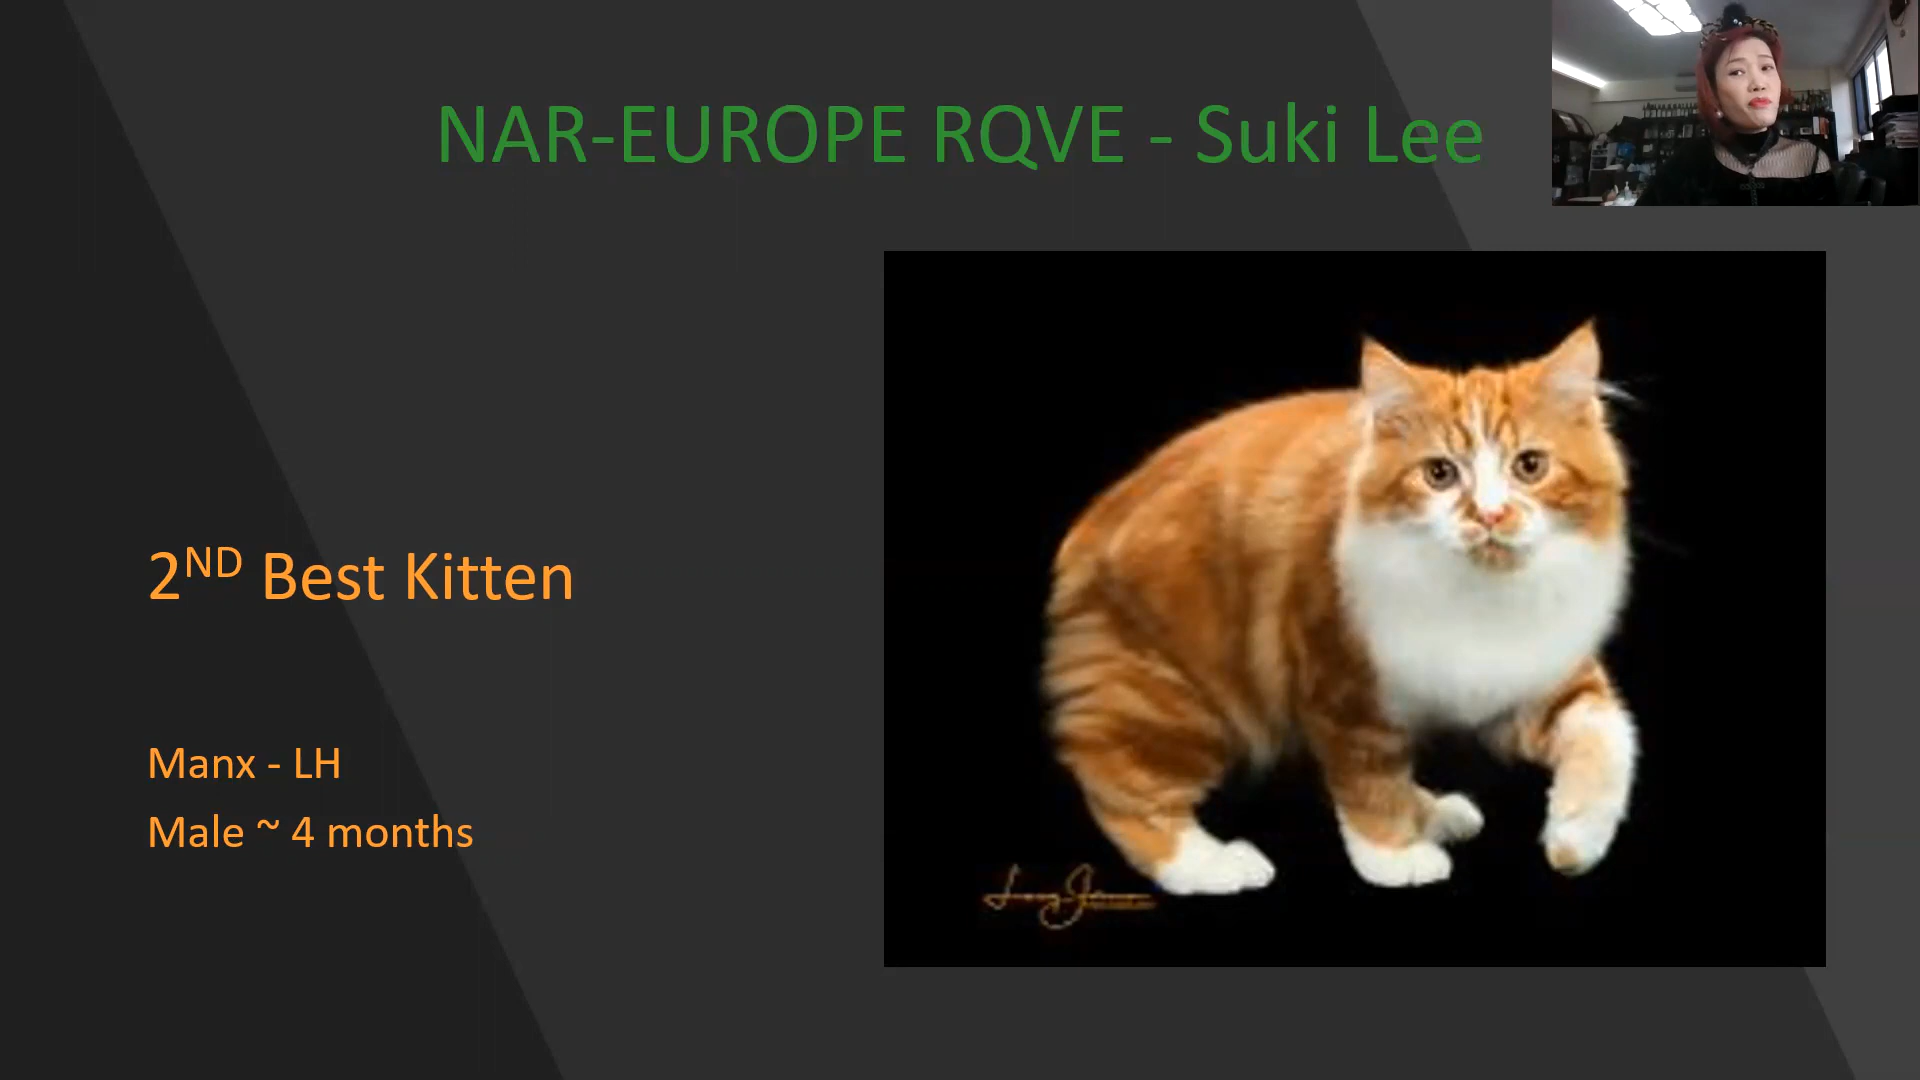 NAR-EUROPE RQVE - Suki Lee
2ND Best Kitten
Manx - LH
Male ~ 4 months